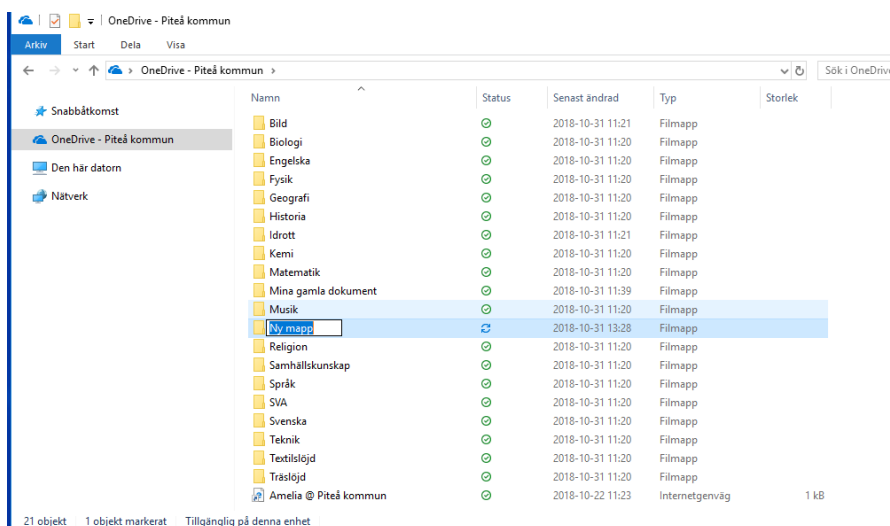 OneDrive - Piteå kommun
Arkiv Start Dela Visa
OneDrive - Piteå kommun Sök i OneDrive
Namn Status Senast ändrad Typ Storlek
Snabbåtkomst
OneDrive - Piteå kommun
Den här datorn
Nätverk
Bild 2018-10-31 11:21 Filmapp
Biologi 2018-10-31 11:20 Filmapp
Engelska 2018-10-31 11:20 Filmapp
Fysik 2018-10-31 11:20 Filmapp
Geografi 2018-10-31 11:20 Filmapp
Historia 2018-10-31 11:20 Filmapp
Idrott 2018-10-31 11:21 Filmapp
Kemi 2018-10-31 11:20 Filmapp
Matematik 2018-10-31 11:20 Filmapp
Mina gamla dokument 2018-10-31 11:39 Filmapp
Musik 2018-10-31 11:20 Filmapp
Ny mapp 2018-10-31 13:28 Filmapp
Religion 2018-10-31 11:20 Filmapp
Samhällskunskap 2018-10-31 11:20 Filmapp
Språk 2018-10-31 11:20 Filmapp
SVA 2018-10-31 11:20 Filmapp
Svenska 2018-10-31 11:20 Filmapp
Teknik 2018-10-31 11:20 Filmapp
Textilslöjd 2018-10-31 11:20 Filmapp
Träslöjd 2018-10-31 11:20 Filmapp
Amelia @ Piteå kommun 2018-10-22 11:23 Internetgenväg 1 kB
21 objekt 1 objekt markerat Tillgänglig på denna enhet